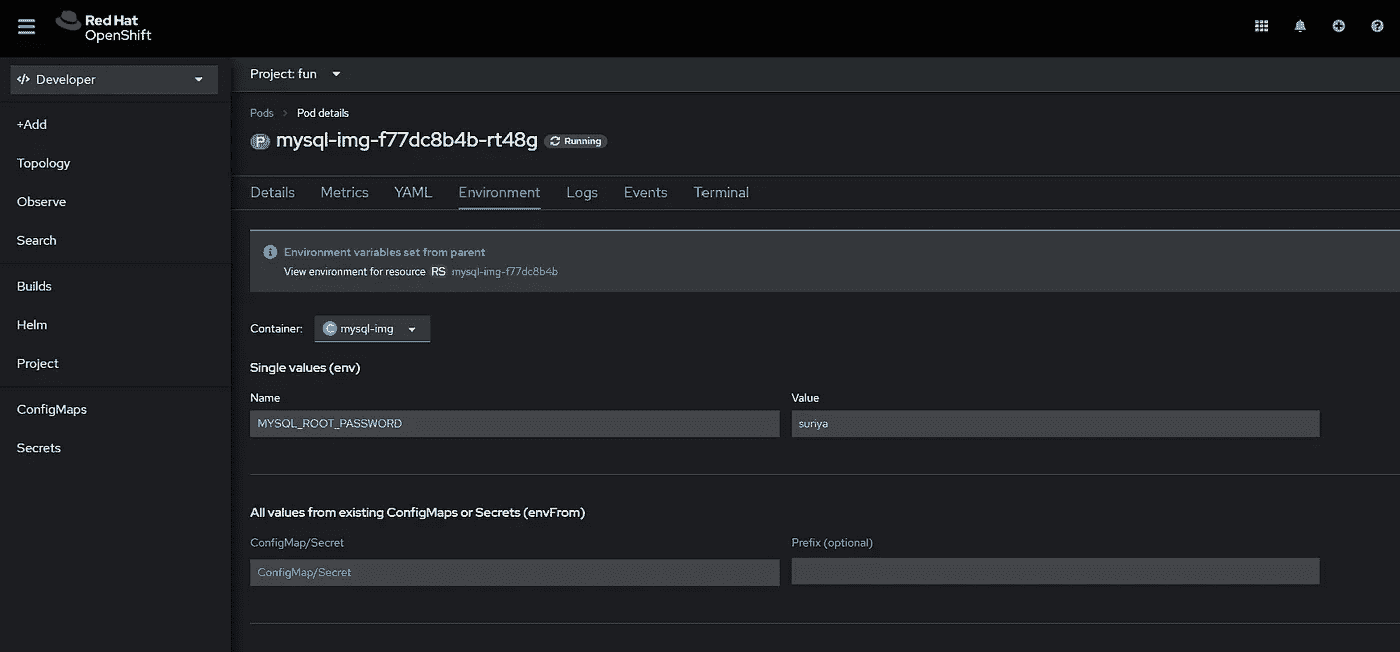 Red Hat
OpenShift
Developer
+Add
Topology
Observe
Search
Builds
Helm
Project
ConfigMaps
Secrets
Project: fun
Pods > Pod details
P mysql-img-f77dc8b4b-rt48g Running
Details Metrics YAML Environment Logs Events Terminal
Environment variables set from parent
View environment for resource RS mysql-img-f77dc8b4b
Container: C mysql-img
Single values (env)
Name Value
MYSQL_ROOT_PASSWORD suriya
All values from existing ConfigMaps or Secrets (envFrom)
ConfigMap/Secret Prefix (optional)
ConfigMap/Secret